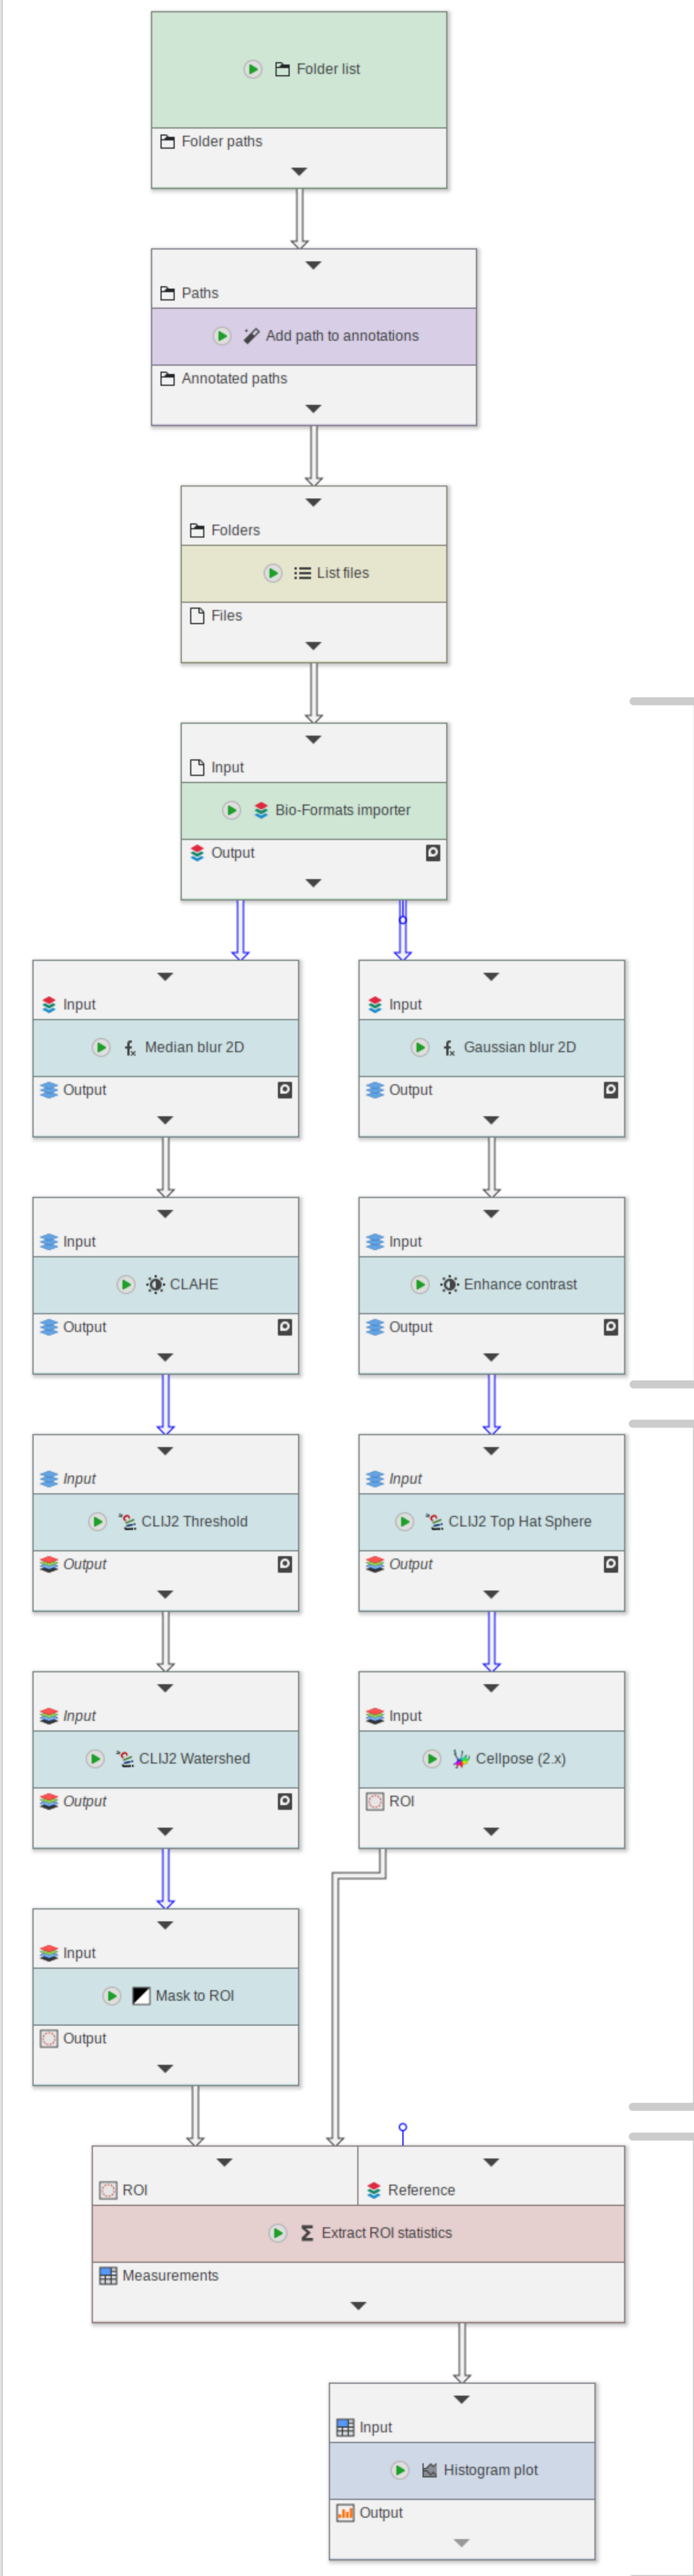 Folder list
Folder paths
Paths
Add path to annotations
Annotated paths
Folders
List files
Files
Input
Bio-Formats importer
Output
Input
Median blur 2D
Output
Input
Gaussian blur 2D
Output
Input
CLAHE
Output
Input
Enhance contrast
Output
Input
CLIJ2 Threshold
Output
Input
CLIJ2 Top Hat Sphere
Output
Input
CLIJ2 Watershed
Output
Input
Cellpose (2.x)
ROI
Input
Mask to ROI
Output
ROI
Reference
Extract ROI statistics
Measurements
Input
Histogram plot
Output